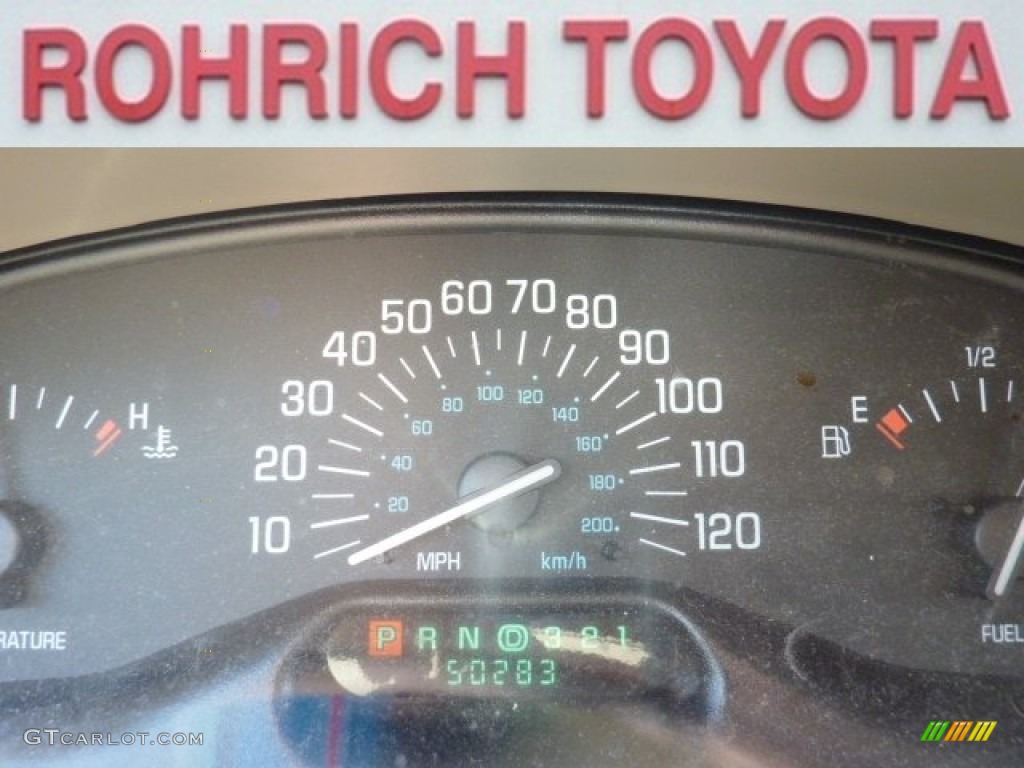 ROHRICH TOYOTA
60 70
50 80
40 90
30 100
20 110
10 120
100 120
80 140
60 160
40 180
20 200
H E 1/2
MPH km/h
RATURE FUEL
P R N D 3 2 1
50283
GTCARLOT.COM